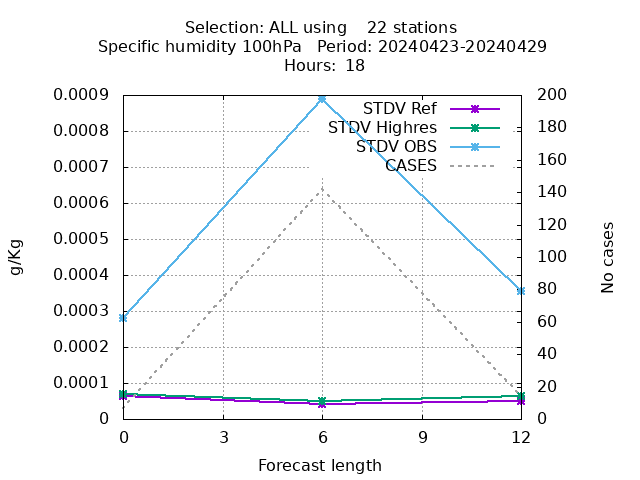 Selection: ALL using    22 stations
Specific humidity 100hPa   Period: 20240423-20240429
Hours: 18
STDV Ref
STDV Highres
STDV OBS
CASES
0.0009
0.0008
0.0007
0.0006
0.0005
0.0004
0.0003
0.0002
0.0001
0
200
180
160
140
120
100
80
60
40
20
0
g/Kg
No cases
0 3 6 9 12
Forecast length